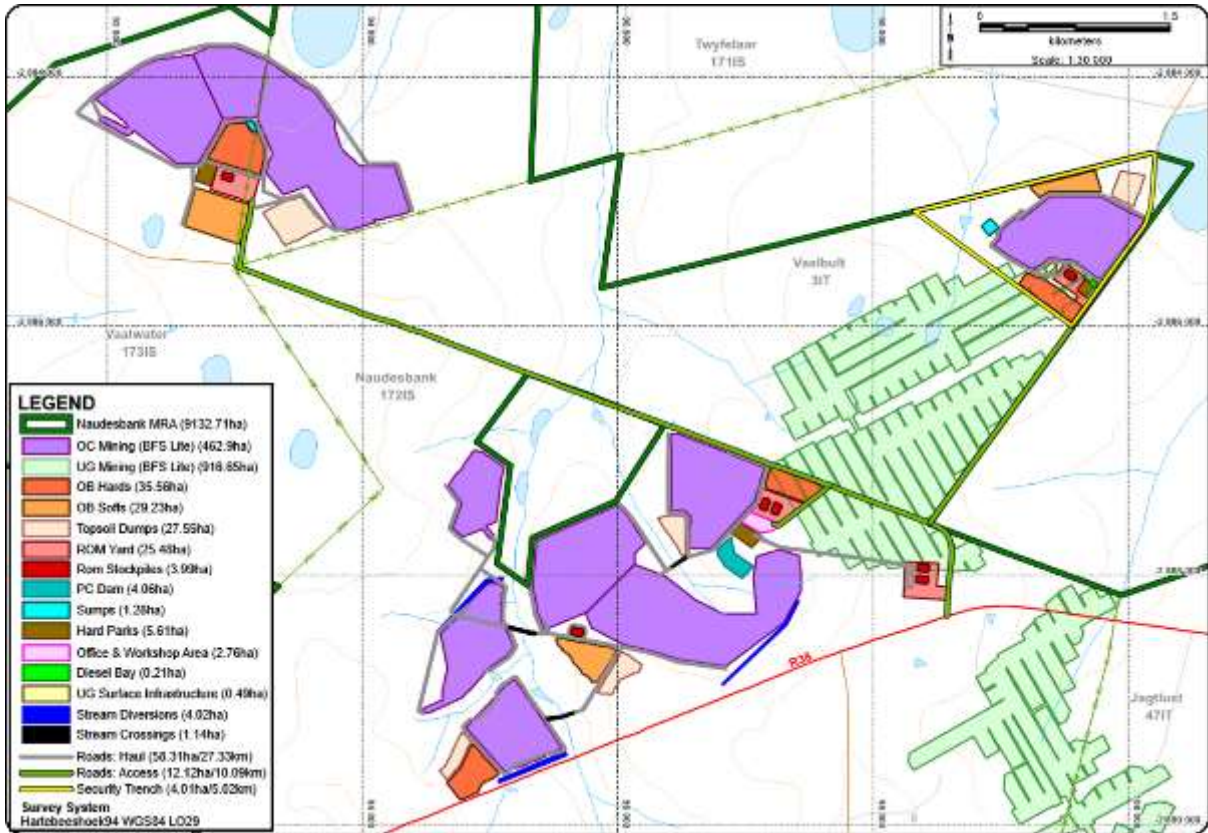 0 1.5
kilometers
Scale: 1:30 000
Twyfelaar
171IS
Vaalbult
3IT
Vaalwater
173IS
Naudesbank
172IS
LEGEND
Naudesbank MRA (9132.71ha)
OC Mining (BFS Lite) (462.9ha)
UG Mining (BFS Lite) (916.65ha)
OB Hards (35.56ha)
OB Softs (29.23ha)
Topsoil Dumps (27.55ha)
ROM Yard (25.48ha)
Rom Stockpiles (3.99ha)
PC Dam (4.06ha)
Sumps (1.28ha)
Hard Parks (5.61ha)
Office & Workshop Area (2.76ha)
Diesel Bay (0.21ha)
UG Surface Infrastructure (0.49ha)
Stream Diversions (4.02ha)
Stream Crossings (1.14ha)
Roads: Haul (58.31ha/27.33km)
Roads: Access (12.12ha/10.09km)
Security Trench (4.01ha/5.02km)
Survey System
Hartebeeshoek94 WGS84 LO29
R38
Jagtlust
47IT